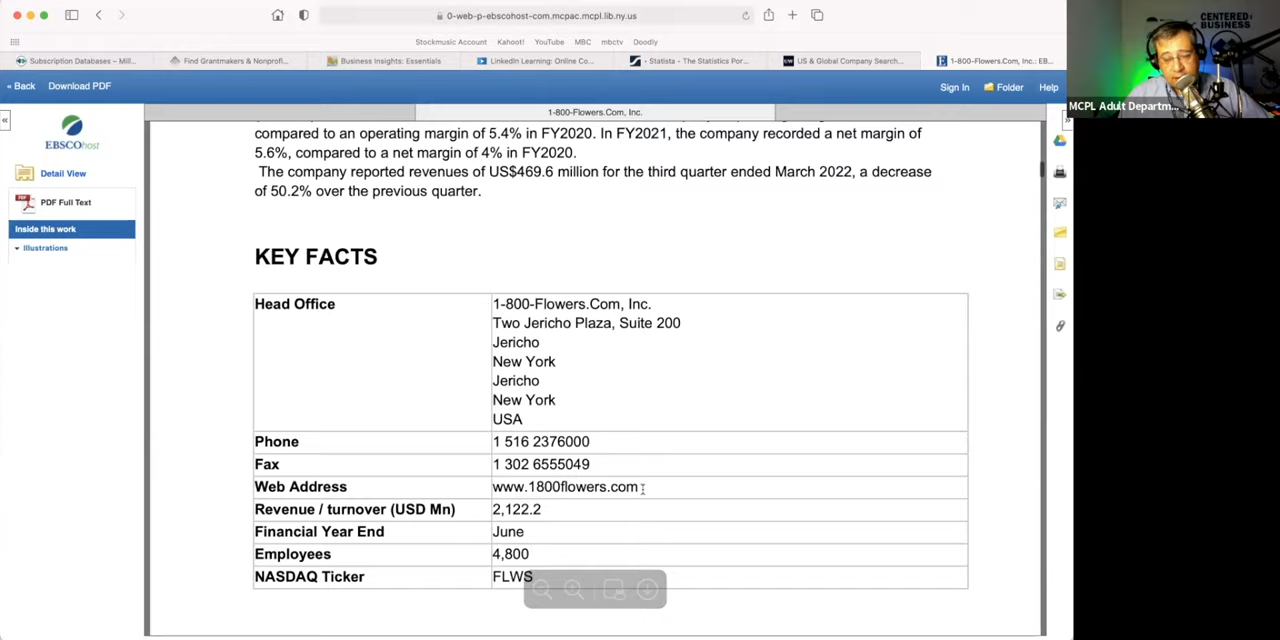 0-web-p-ebscohost-com.mcpac.mcpl.lib.ny.us
Stockmusic Account Kahoot! YouTube MBC mbctv Doodly
Subscription Databases – Mill...
Find Grantmakers & Nonprofi...
Business Insights: Essentials
LinkedIn Learning: Online Co...
- Statista - The Statistics Por...
US & Global Company Search...
1-800-Flowers.Com, Inc.: EB...
« Back Download PDF
Sign In Folder Help
1-800-Flowers.Com, Inc.
CENTERED
BUSINESS
MCPL Adult Departm...
EBSCOhost
Detail View
PDF Full Text
Inside this work
Illustrations
compared to an operating margin of 5.4% in FY2020. In FY2021, the company recorded a net margin of
5.6%, compared to a net margin of 4% in FY2020.
The company reported revenues of US$469.6 million for the third quarter ended March 2022, a decrease
of 50.2% over the previous quarter.
KEY FACTS
Head Office 1-800-Flowers.Com, Inc.
Two Jericho Plaza, Suite 200
Jericho
New York
Jericho
New York
USA
Phone 1 516 2376000
Fax 1 302 6555049
Web Address www.1800flowers.com
Revenue / turnover (USD Mn) 2,122.2
Financial Year End June
Employees 4,800
NASDAQ Ticker FLWS